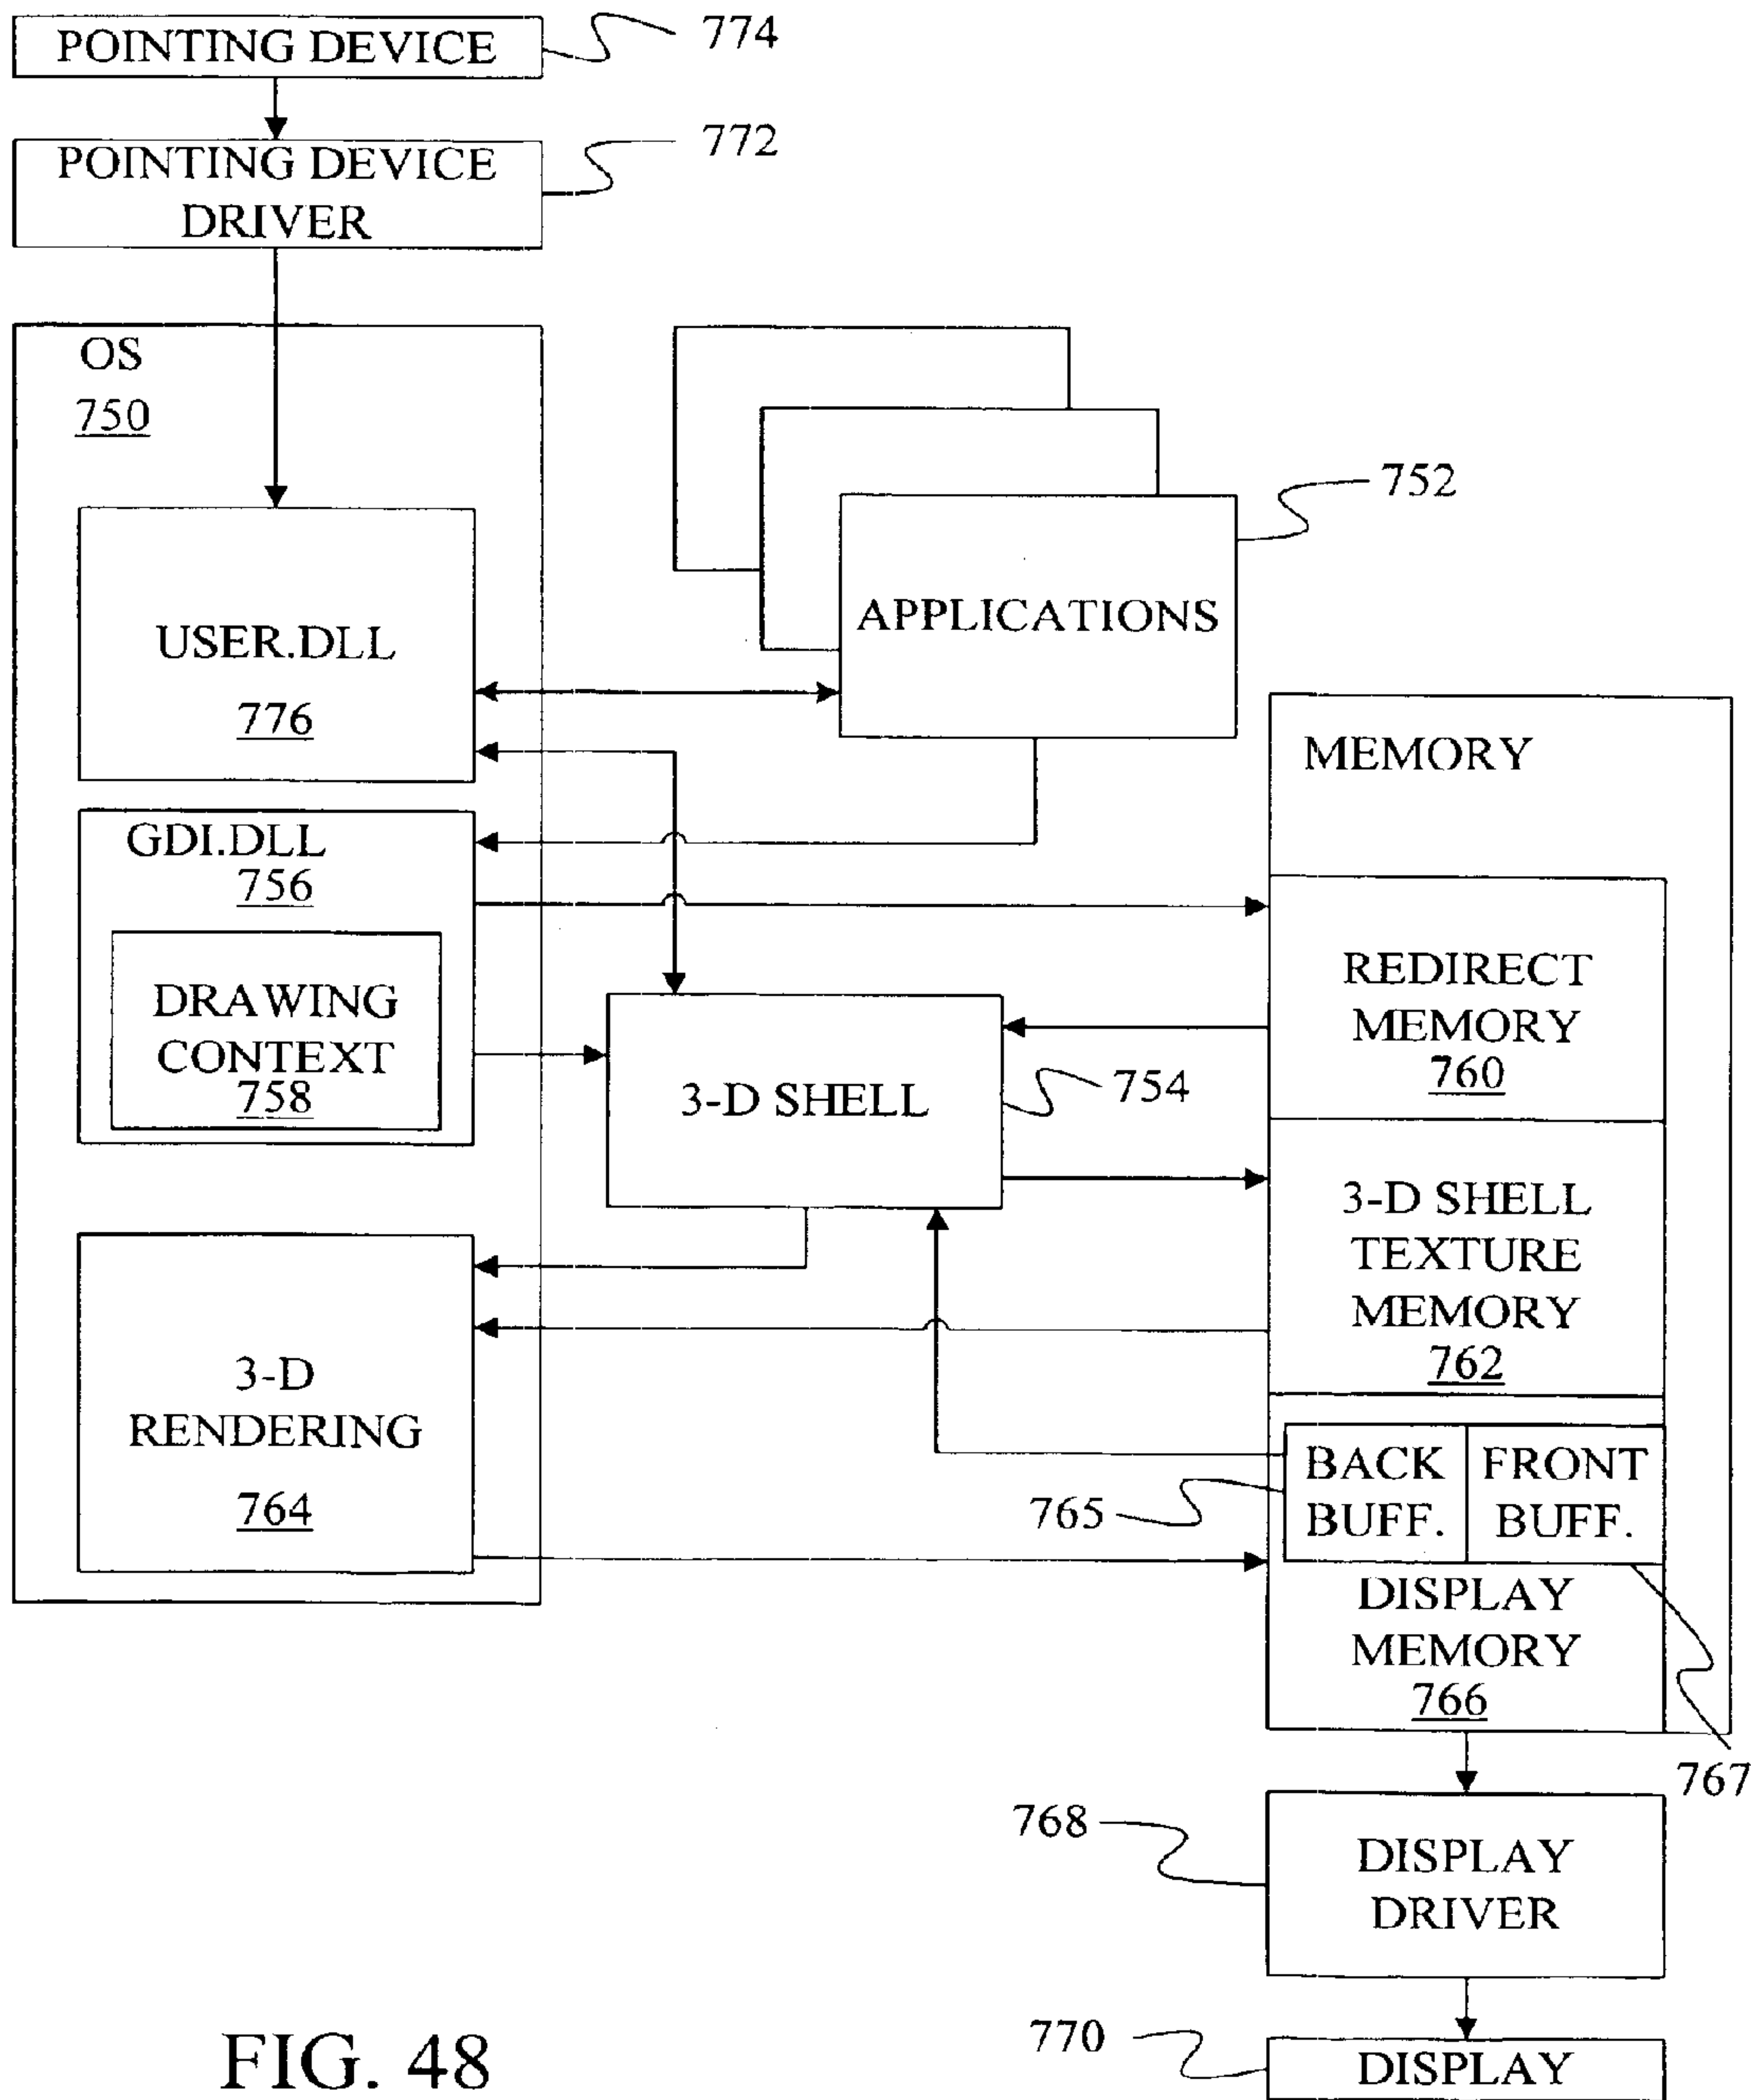 POINTING DEVICE
774
POINTING DEVICE
DRIVER
772
OS
750
USER.DLL
776
APPLICATIONS
752
GDI.DLL
756
DRAWING
CONTEXT
758
3-D SHELL
754
MEMORY
REDIRECT
MEMORY
760
3-D SHELL
TEXTURE
MEMORY
762
3-D
RENDERING
764
BACK
BUFF.
765
FRONT
BUFF.
767
DISPLAY
MEMORY
766
768
DISPLAY
DRIVER
770
DISPLAY
FIG. 48